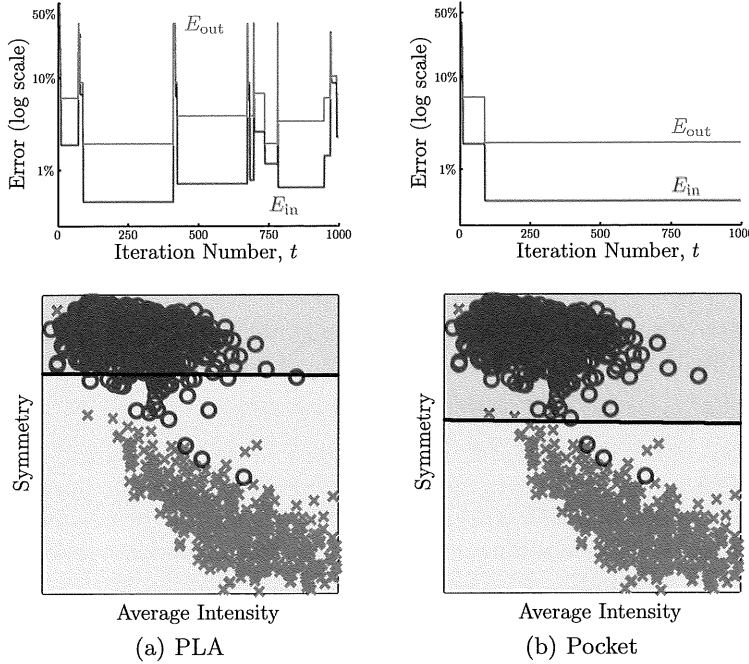 50%
10%
1%
Error (log scale)
E_out
E_in
0 250 500 750 1000
Iteration Number, t
50%
10%
1%
Error (log scale)
E_out
E_in
0 250 500 750 1000
Iteration Number, t
Symmetry
Average Intensity
(a) PLA
Symmetry
Average Intensity
(b) Pocket